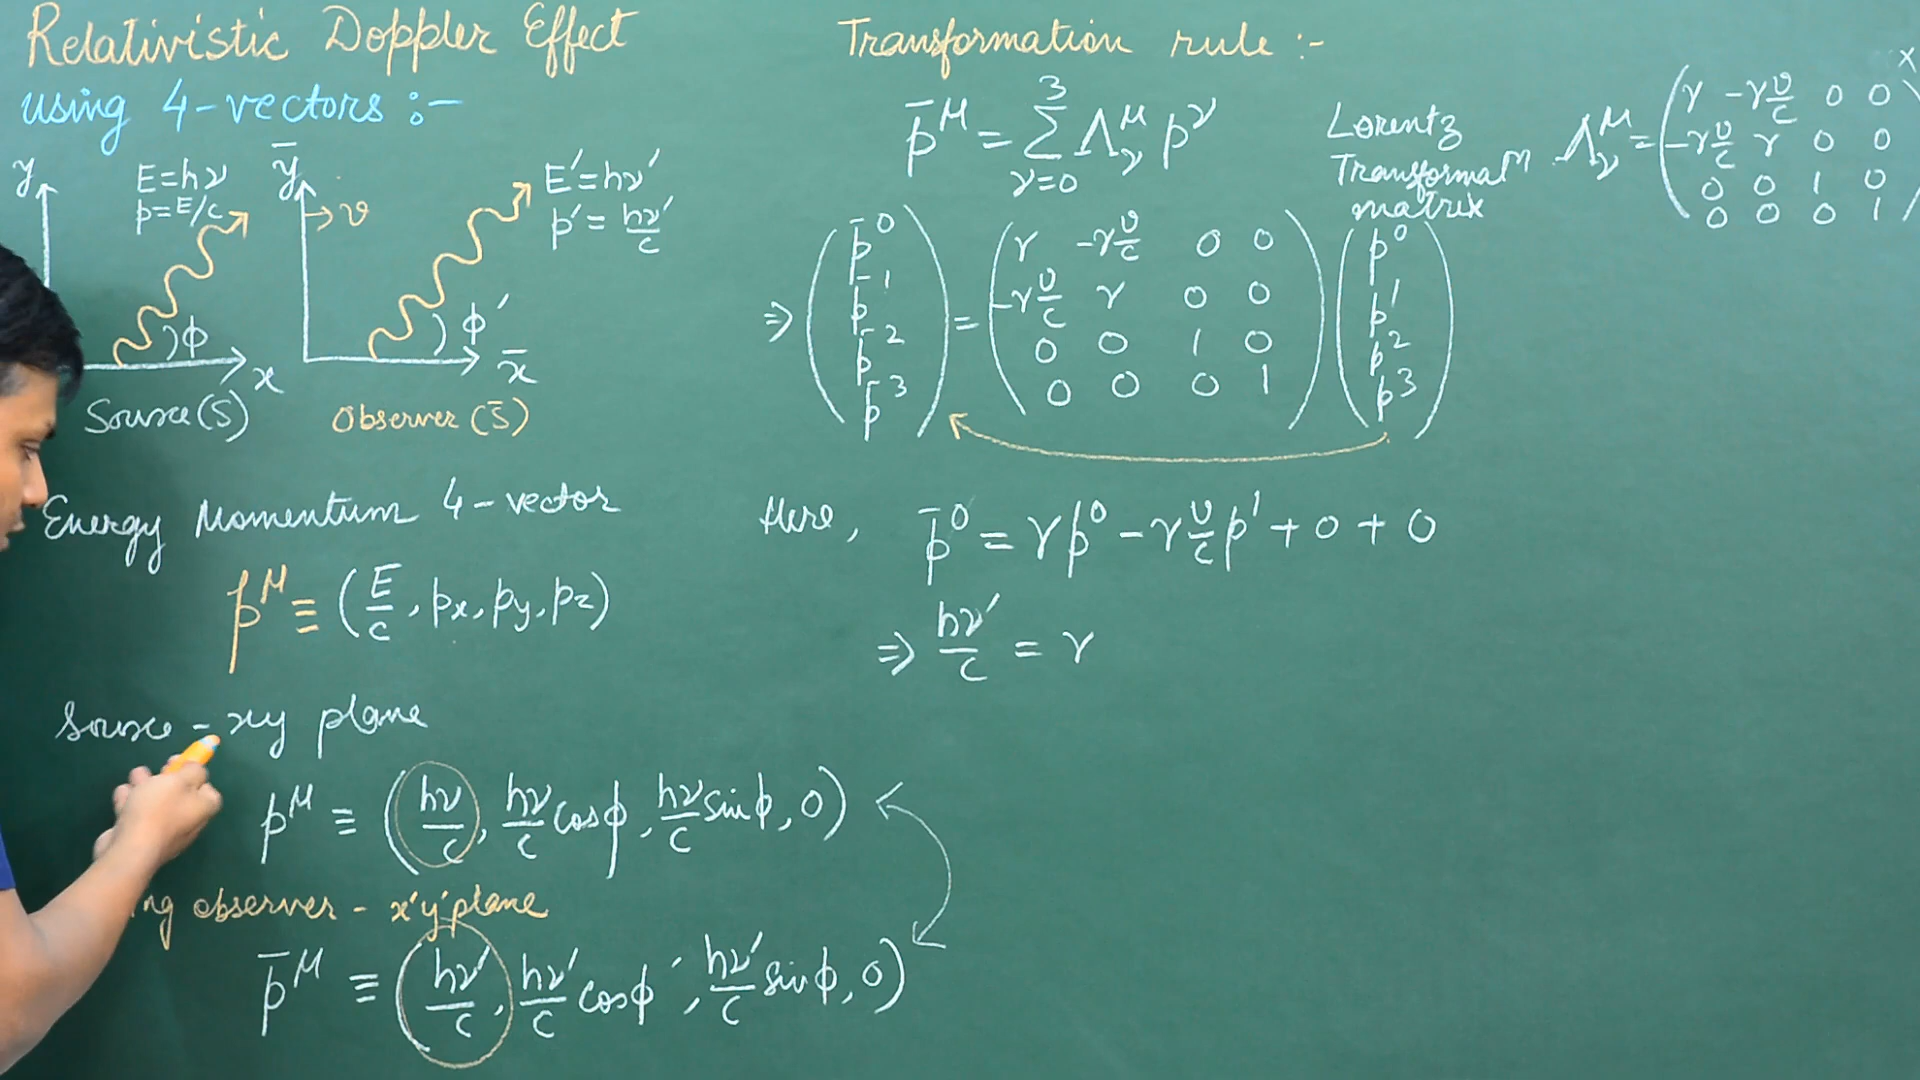 Relativistic Doppler Effect
using 4-vectors :-
y
E=hν
p=E/c
ϕ
x
Source(S)
y̅
→v
E′=hν′
p′=hν′/c
ϕ′
x̅
Observer (S̅)
Energy Momentum 4-vector
p^μ ≡ (E/c, px, py, pz)
Source - xy plane
p^μ ≡ (hν/c, hν/c cosϕ, hν/c sinϕ, 0)
ng observer - x′y′ plane
p̅^μ ≡ (hν′/c, hν′/c cosϕ′, hν′/c sinϕ, 0)
Transformation rule :-
p̅^μ = Σ_{ν=0}^{3} Λ^μ_ν p^ν
Lorentz
Transformatn
matrix
x
Λ^μ_ν = (γ -γv/c 0 0
-γv/c γ 0 0
0 0 1 0
0 0 0 1)
⇒ (p̅^0 p̅^1 p̅^2 p̅^3) = (γ -γv/c 0 0
-γv/c γ 0 0
0 0 1 0
0 0 0 1) (p^0 p^1 p^2 p^3)
Here, p̅^0 = γp^0 - γ v/c p^1 + 0 + 0
⇒ hν′/c = γ